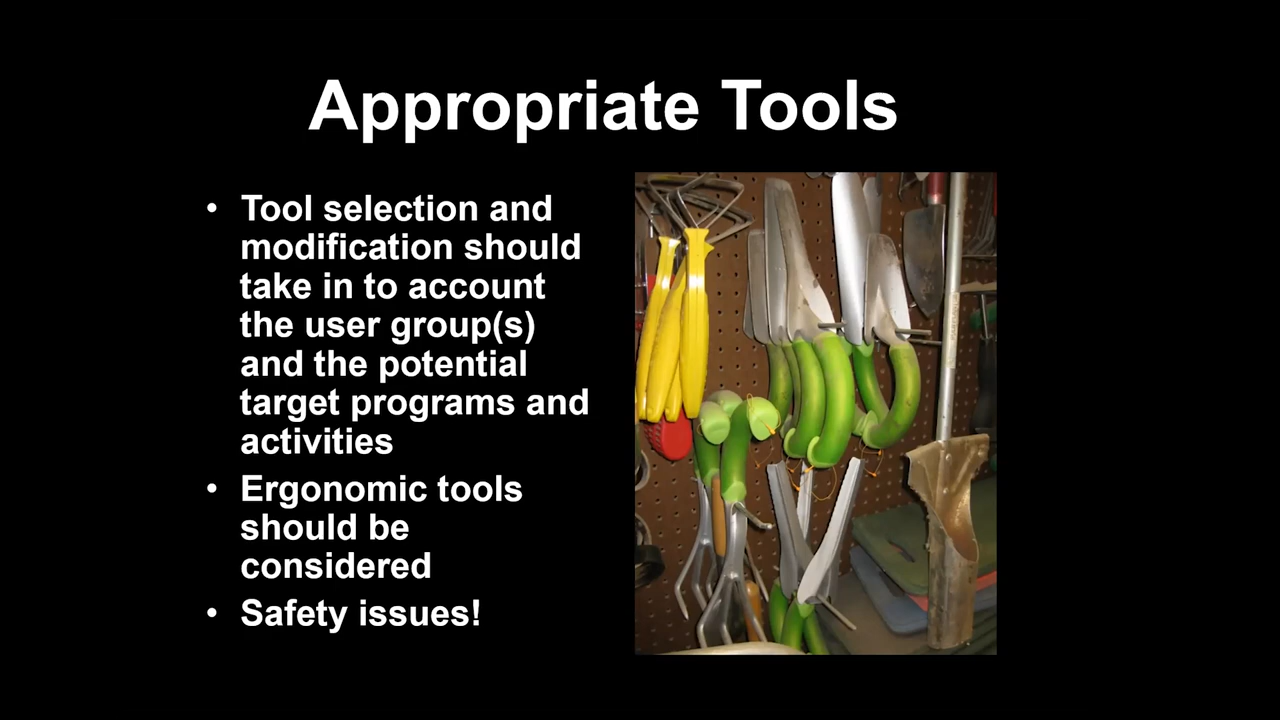 Appropriate Tools
• Tool selection and
modification should
take in to account
the user group(s)
and the potential
target programs and
activities
• Ergonomic tools
should be
considered
• Safety issues!